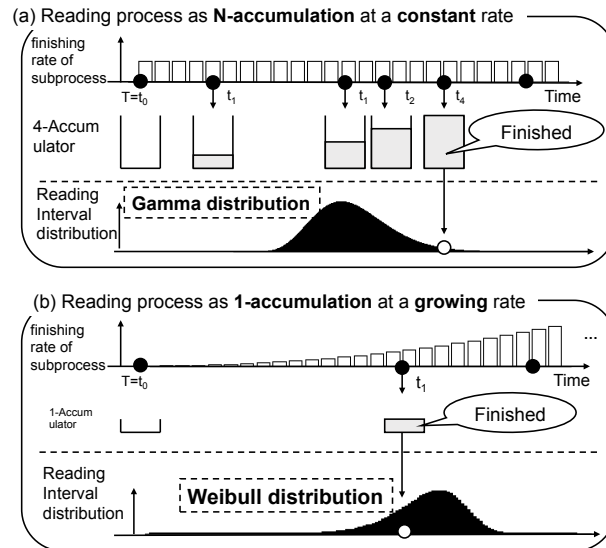 (a) Reading process as N-accumulation at a constant rate
finishing
rate of
subprocess
T=t0
t1
t1
t2
t4
Time
4-Accum
ulator
Finished
Reading
Interval
distribution
Gamma distribution
(b) Reading process as 1-accumulation at a growing rate
finishing
rate of
subprocess
...
T=t0
t1
Time
1-Accum
ulator
Finished
Reading
Interval
distribution
Weibull distribution